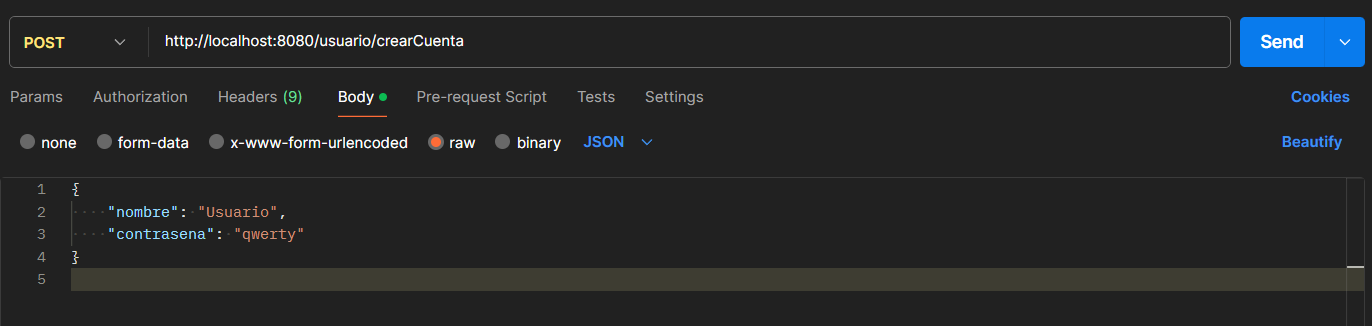 POST http://localhost:8080/usuario/crearCuenta Send
Params Authorization Headers (9) Body Pre-request Script Tests Settings Cookies
none form-data x-www-form-urlencoded raw binary JSON Beautify
1 {
2 "nombre": "Usuario",
3 "contrasena": "qwerty"
4 }
5